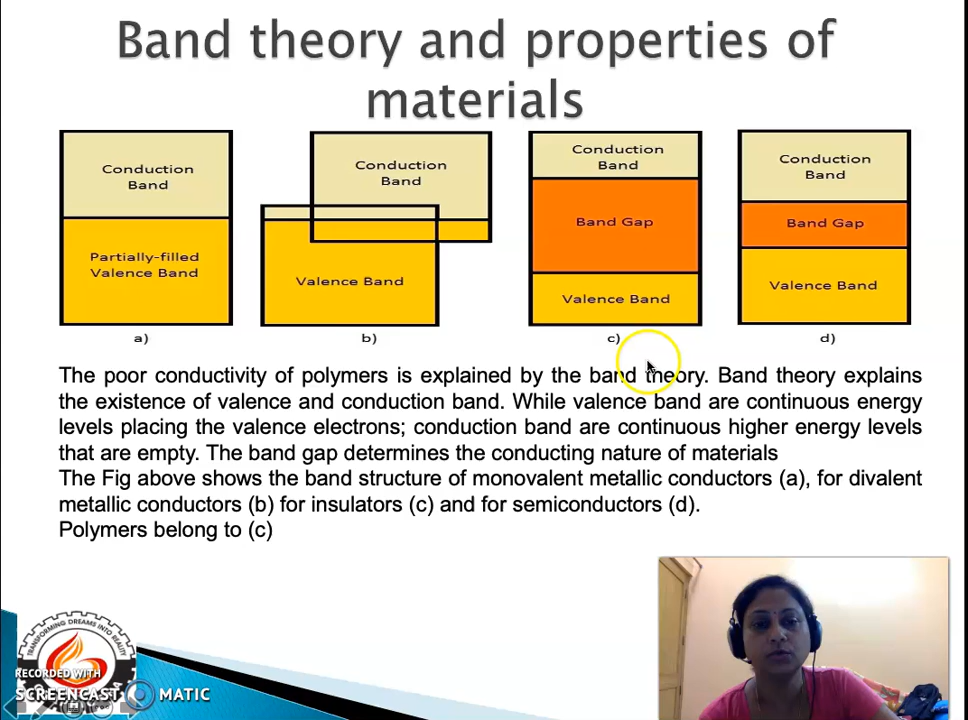 Band theory and properties of
materials
Conduction
Band
Partially-filled
Valence Band
a)
Conduction
Band
Valence Band
b)
Conduction
Band
Band Gap
Valence Band
c)
Conduction
Band
Band Gap
Valence Band
d)
The poor conductivity of polymers is explained by the band theory. Band theory explains
the existence of valence and conduction band. While valence band are continuous energy
levels placing the valence electrons; conduction band are continuous higher energy levels
that are empty. The band gap determines the conducting nature of materials
The Fig above shows the band structure of monovalent metallic conductors (a), for divalent
metallic conductors (b) for insulators (c) and for semiconductors (d).
Polymers belong to (c)
TRANSFORMING DREAMS INTO REALITY
RECORDED WITH
SCREENCAST MATIC